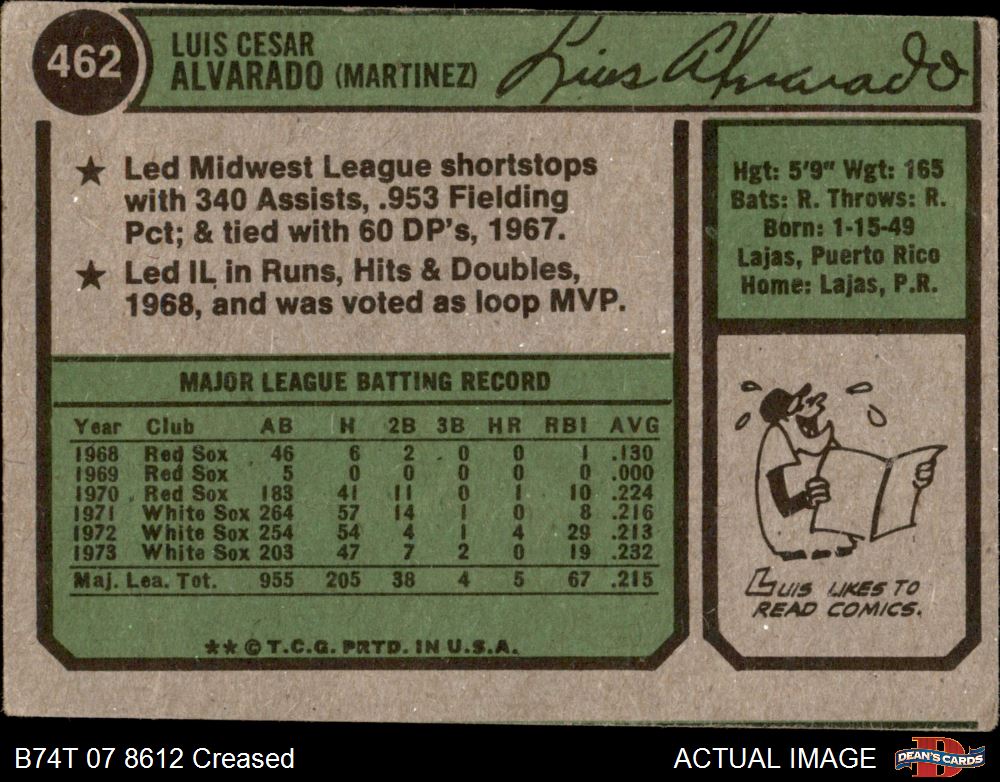 462
LUIS CESAR
ALVARADO (MARTINEZ)
Luis Alvarado
★ Led Midwest League shortstops
with 340 Assists, .953 Fielding
Pct; & tied with 60 DP's, 1967.
★ Led IL in Runs, Hits & Doubles,
1968, and was voted as loop MVP.
Hgt: 5'9" Wgt: 165
Bats: R. Throws: R.
Born: 1-15-49
Lajas, Puerto Rico
Home: Lajas, P.R.
MAJOR LEAGUE BATTING RECORD
Year Club AB H 2B 3B HR RBI AVG
1968 Red Sox 46 6 2 0 0 1 .130
1969 Red Sox 5 0 0 0 0 0 .000
1970 Red Sox 183 41 11 0 1 10 .224
1971 White Sox 264 57 14 1 0 8 .216
1972 White Sox 254 54 4 1 4 29 .213
1973 White Sox 203 47 7 2 0 19 .232
Maj. Lea. Tot. 955 205 38 4 5 67 .215
** © T.C.G. PRTD. IN U.S.A.
LUIS LIKES TO
READ COMICS.
B74T 07 8612 Creased
ACTUAL IMAGE
D
DEAN'S CARDS